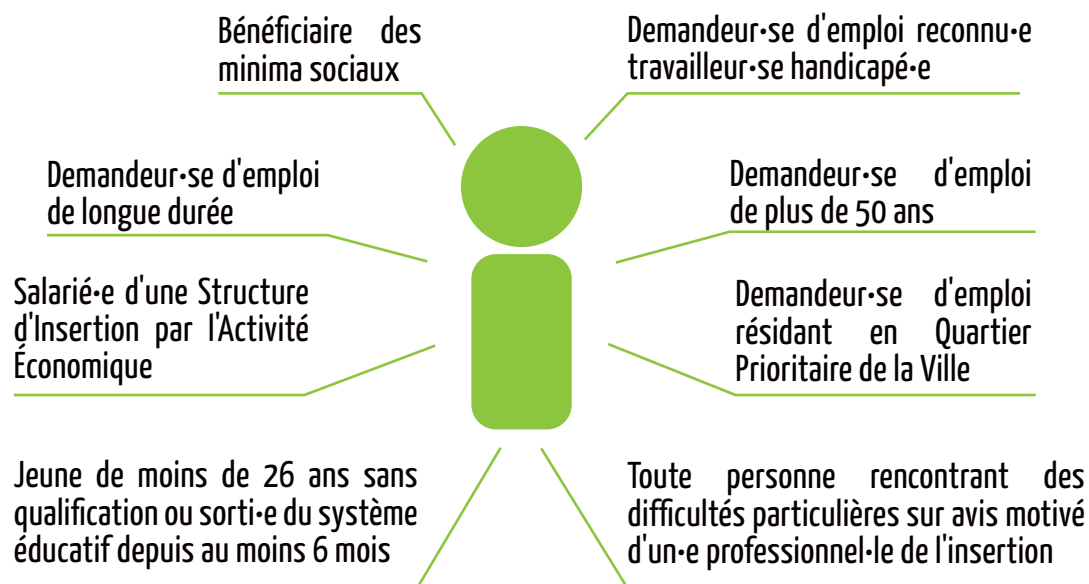 Bénéficiaire des
minima sociaux
Demandeur•se d'emploi reconnu•e
travailleur•se handicapé•e
Demandeur•se d'emploi
de longue durée
Demandeur•se d'emploi
de plus de 50 ans
Salarié•e d'une Structure
d'Insertion par l'Activité
Économique
Demandeur•se d'emploi
résidant en Quartier
Prioritaire de la Ville
Jeune de moins de 26 ans sans
qualification ou sorti•e du système
éducatif depuis au moins 6 mois
Toute personne rencontrant des
difficultés particulières sur avis motivé
d'un•e professionnel•le de l'insertion